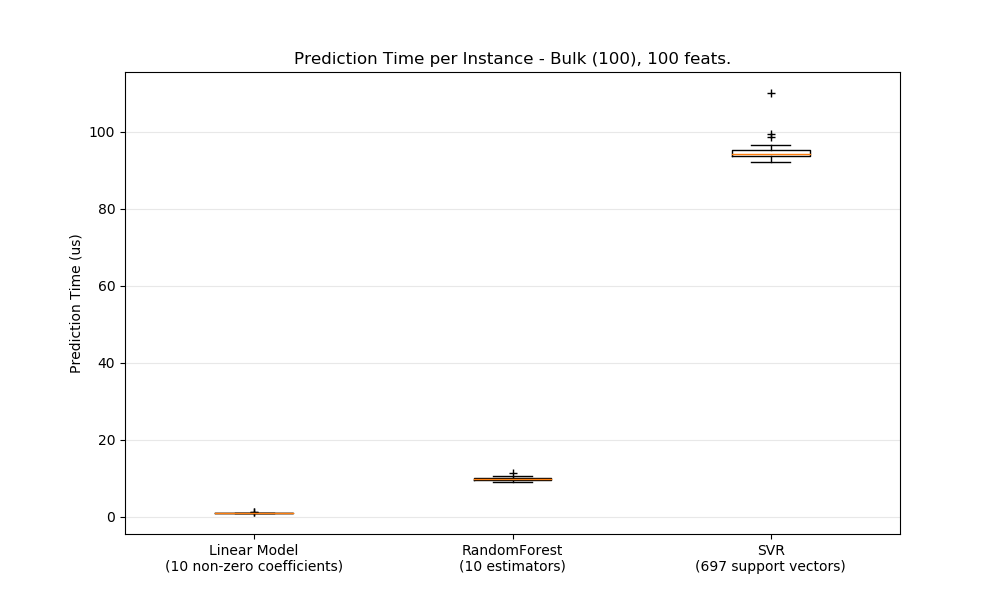 Prediction Time per Instance - Bulk (100), 100 feats.
Prediction Time (us)
100
80
60
40
20
0
Linear Model
(10 non-zero coefficients)
RandomForest
(10 estimators)
SVR
(697 support vectors)